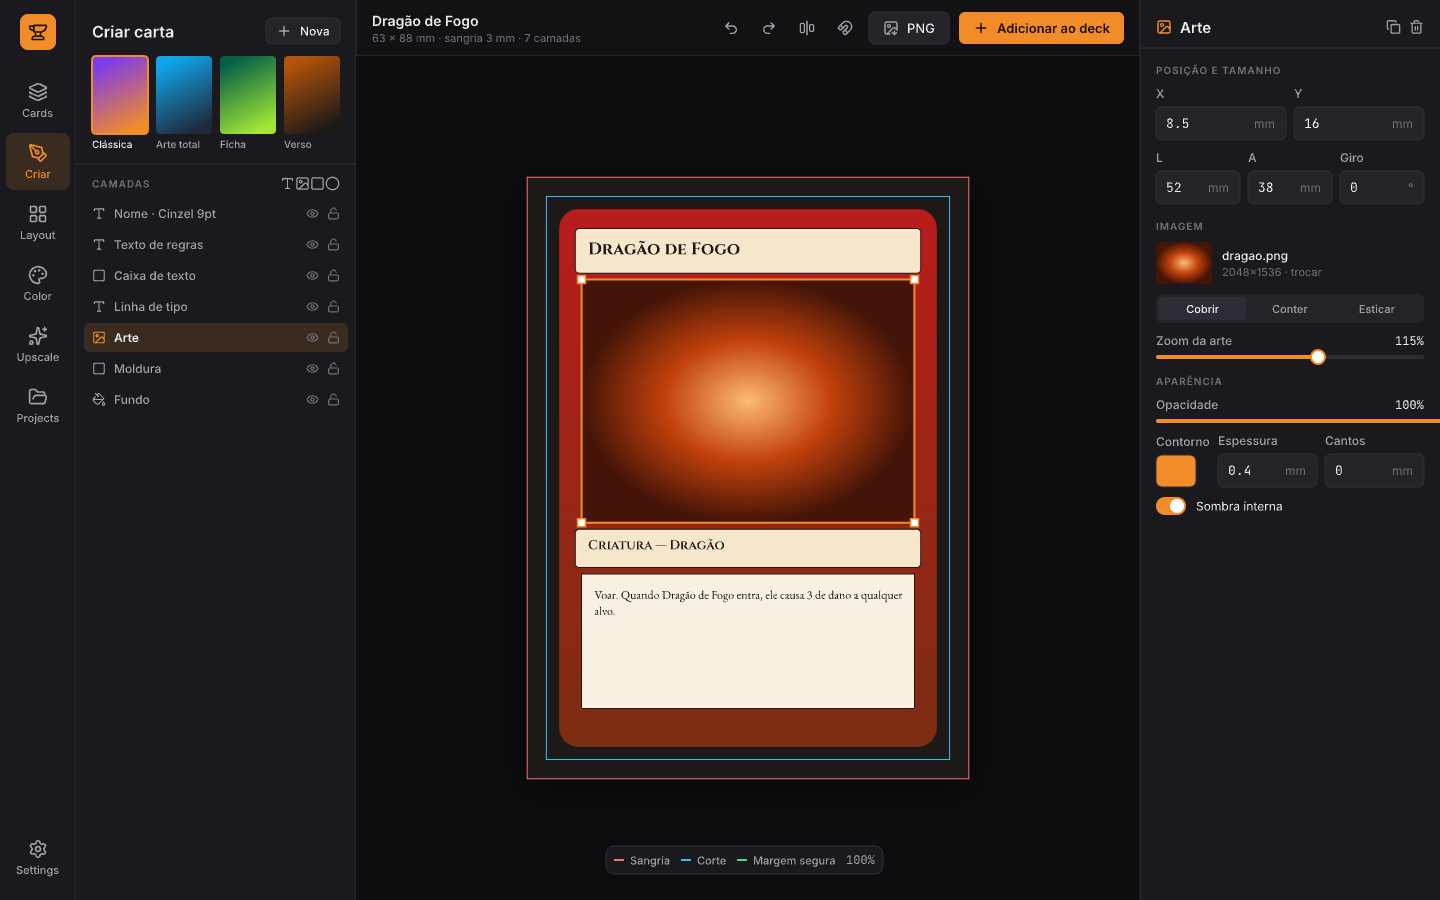 Cards
Criar
Layout
Color
Upscale
Projects
Settings
Criar carta
Nova
Clássica
Arte total
Ficha
Verso
CAMADAS
Nome · Cinzel 9pt
Texto de regras
Caixa de texto
Linha de tipo
Arte
Moldura
Fundo
Dragão de Fogo
63 × 88 mm · sangria 3 mm · 7 camadas
PNG
Adicionar ao deck
Dragão de Fogo
Criatura — Dragão
Voar. Quando Dragão de Fogo entra, ele causa 3 de dano a qualquer
alvo.
Sangria Corte Margem segura 100%
Arte
POSIÇÃO E TAMANHO
X Y
8.5 mm 16 mm
L A Giro
52 mm 38 mm 0 °
IMAGEM
dragao.png
2048×1536 · trocar
Cobrir Conter Esticar
Zoom da arte 115%
APARÊNCIA
Opacidade 100%
Contorno Espessura Cantos
0.4 mm 0 mm
Sombra interna